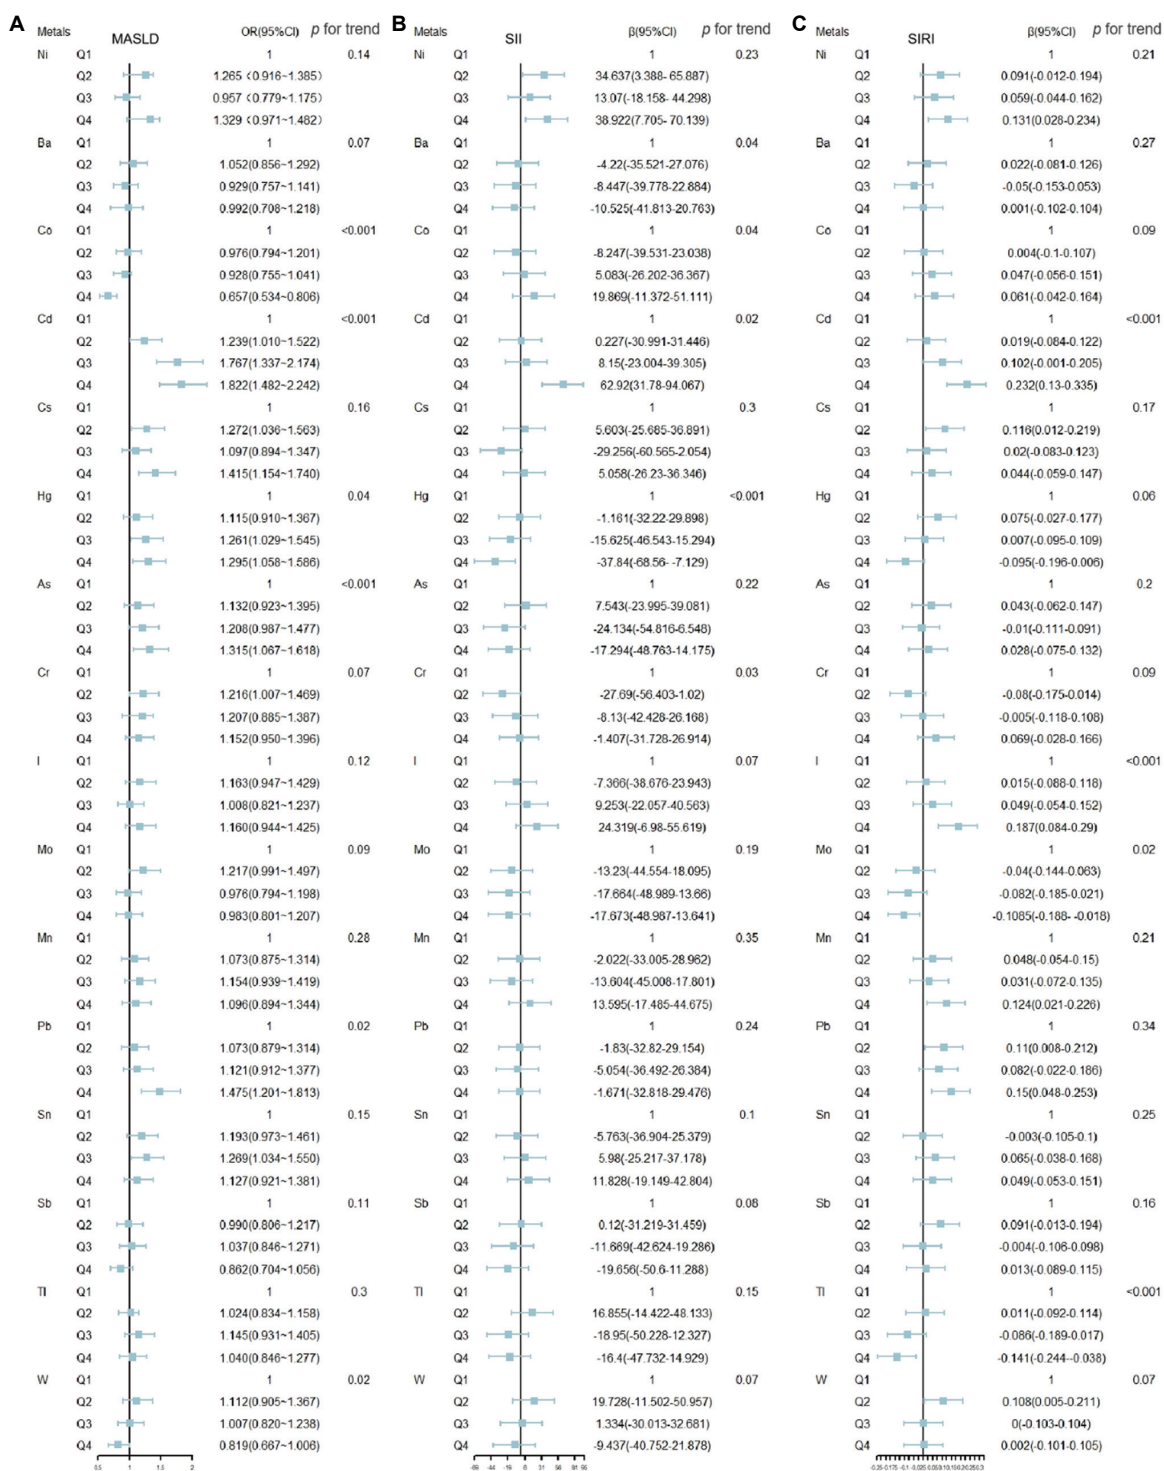 A Metals MASLD OR(95%CI) p for trend B SII β(95%CI) p for trend C Metals SIRI β(95%CI) p for trend
Ni Q1 1 0.14 Ni Q1 1 0.23 Ni Q1 1 0.21
Q2 1.265 (0.916~1.385) Q2 34.637(3.388- 65.887) Q2 0.091(-0.012-0.194)
Q3 0.957 (0.779~1.175) Q3 13.07(-18.158- 44.298) Q3 0.059(-0.044-0.162)
Q4 1.329 (0.971~1.482) Q4 38.922(7.705- 70.139) Q4 0.131(0.028-0.234)
Ba Q1 1 0.07 Ba Q1 1 0.04 Ba Q1 1 0.27
Q2 1.052(0.856~1.292) Q2 -4.22(-35.521-27.076) Q2 0.022(-0.081-0.126)
Q3 0.929(0.757~1.141) Q3 -8.447(-39.778-22.884) Q3 -0.05(-0.153-0.053)
Q4 0.992(0.708~1.218) Q4 -10.525(-41.813-20.763) Q4 0.001(-0.102-0.104)
Co Q1 1 <0.001 Co Q1 1 0.04 Co Q1 1 0.09
Q2 0.976(0.794~1.201) Q2 -8.247(-39.531-23.038) Q2 0.004(-0.1-0.107)
Q3 0.928(0.755~1.041) Q3 5.083(-26.202-36.367) Q3 0.047(-0.056-0.151)
Q4 0.657(0.534~0.806) Q4 19.869(-11.372-51.111) Q4 0.061(-0.042-0.164)
Cd Q1 1 <0.001 Cd Q1 1 0.02 Cd Q1 1 <0.001
Q2 1.239(1.010~1.522) Q2 0.227(-30.991-31.446) Q2 0.019(-0.084-0.122)
Q3 1.767(1.337~2.174) Q3 8.15(-23.004-39.305) Q3 0.102(-0.001-0.205)
Q4 1.822(1.482~2.242) Q4 62.92(31.78-94.067) Q4 0.232(0.13-0.335)
Cs Q1 1 0.16 Cs Q1 1 0.3 Cs Q1 1 0.17
Q2 1.272(1.036~1.563) Q2 5.603(-25.685-36.891) Q2 0.116(0.012-0.219)
Q3 1.097(0.894~1.347) Q3 -29.256(-60.565-2.054) Q3 0.02(-0.083-0.123)
Q4 1.415(1.154~1.740) Q4 5.058(-26.23-36.346) Q4 0.044(-0.059-0.147)
Hg Q1 1 0.04 Hg Q1 1 <0.001 Hg Q1 1 0.06
Q2 1.115(0.910~1.367) Q2 -1.161(-32.22-29.898) Q2 0.075(-0.027-0.177)
Q3 1.261(1.029~1.545) Q3 -15.625(-46.543-15.294) Q3 0.007(-0.095-0.109)
Q4 1.295(1.058~1.586) Q4 -37.84(-68.56- -7.129) Q4 -0.095(-0.196-0.006)
As Q1 1 <0.001 As Q1 1 0.22 As Q1 1 0.2
Q2 1.132(0.923~1.395) Q2 7.543(-23.995-39.081) Q2 0.043(-0.062-0.147)
Q3 1.208(0.987~1.477) Q3 -24.134(-54.816-6.548) Q3 -0.01(-0.111-0.091)
Q4 1.315(1.067~1.618) Q4 -17.294(-48.763-14.175) Q4 0.028(-0.075-0.132)
Cr Q1 1 0.07 Cr Q1 1 0.03 Cr Q1 1 0.09
Q2 1.216(1.007~1.469) Q2 -27.69(-56.403-1.02) Q2 -0.08(-0.175-0.014)
Q3 1.207(0.885~1.387) Q3 -8.13(-42.428-26.168) Q3 -0.005(-0.118-0.108)
Q4 1.152(0.950~1.396) Q4 -1.407(-31.728-26.914) Q4 0.069(-0.028-0.166)
I Q1 1 0.12 I Q1 1 0.07 I Q1 1 <0.001
Q2 1.163(0.947~1.429) Q2 -7.366(-38.676-23.943) Q2 0.015(-0.088-0.118)
Q3 1.008(0.821~1.237) Q3 9.253(-22.057-40.563) Q3 0.049(-0.054-0.152)
Q4 1.160(0.944~1.425) Q4 24.319(-6.98-55.619) Q4 0.187(0.084-0.29)
Mo Q1 1 0.09 Mo Q1 1 0.19 Mo Q1 1 0.02
Q2 1.217(0.991~1.497) Q2 -13.23(-44.554-18.095) Q2 -0.04(-0.144-0.063)
Q3 0.976(0.794~1.198) Q3 -17.664(-48.989-13.66) Q3 -0.082(-0.185-0.021)
Q4 0.983(0.801~1.207) Q4 -17.673(-48.987-13.641) Q4 -0.1085(-0.188- -0.018)
Mn Q1 1 0.28 Mn Q1 1 0.35 Mn Q1 1 0.21
Q2 1.073(0.875~1.314) Q2 -2.022(-33.005-28.962) Q2 0.048(-0.054-0.15)
Q3 1.154(0.939~1.419) Q3 -13.604(-45.008-17.801) Q3 0.031(-0.072-0.135)
Q4 1.096(0.894~1.344) Q4 13.595(-17.485-44.675) Q4 0.124(0.021-0.226)
Pb Q1 1 0.02 Pb Q1 1 0.24 Pb Q1 1 0.34
Q2 1.073(0.879~1.314) Q2 -1.83(-32.82-29.154) Q2 0.11(0.008-0.212)
Q3 1.121(0.912~1.377) Q3 -5.054(-36.492-26.384) Q3 0.082(-0.022-0.186)
Q4 1.475(1.201~1.813) Q4 -1.671(-32.818-29.476) Q4 0.15(0.048-0.253)
Sn Q1 1 0.15 Sn Q1 1 0.1 Sn Q1 1 0.25
Q2 1.193(0.973~1.461) Q2 -5.763(-36.904-25.379) Q2 -0.003(-0.105-0.1)
Q3 1.269(1.034~1.550) Q3 5.98(-25.217-37.178) Q3 0.065(-0.038-0.168)
Q4 1.127(0.921~1.381) Q4 11.828(-19.149-42.804) Q4 0.049(-0.053-0.151)
Sb Q1 1 0.11 Sb Q1 1 0.08 Sb Q1 1 0.16
Q2 0.990(0.806~1.217) Q2 0.12(-31.219-31.459) Q2 0.091(-0.013-0.194)
Q3 1.037(0.846~1.271) Q3 -11.669(-42.624-19.286) Q3 -0.004(-0.106-0.098)
Q4 0.862(0.704~1.056) Q4 -19.656(-50.6-11.288) Q4 0.013(-0.089-0.115)
Tl Q1 1 0.3 Tl Q1 1 0.15 Tl Q1 1 <0.001
Q2 1.024(0.834~1.158) Q2 16.855(-14.422-48.133) Q2 0.011(-0.092-0.114)
Q3 1.145(0.931~1.405) Q3 -18.95(-50.228-12.327) Q3 -0.086(-0.189-0.017)
Q4 1.040(0.846~1.277) Q4 -16.4(-47.732-14.929) Q4 -0.141(-0.244--0.038)
W Q1 1 0.02 W Q1 1 0.07 W Q1 1 0.07
Q2 1.112(0.905~1.367) Q2 19.728(-11.502-50.957) Q2 0.108(0.005-0.211)
Q3 1.007(0.820~1.238) Q3 1.334(-30.013-32.681) Q3 0(-0.103-0.104)
Q4 0.819(0.667~1.006) Q4 -9.437(-40.752-21.878) Q4 0.002(-0.101-0.105)
0.5 1 1.5 2 -44 -19 6 31 56